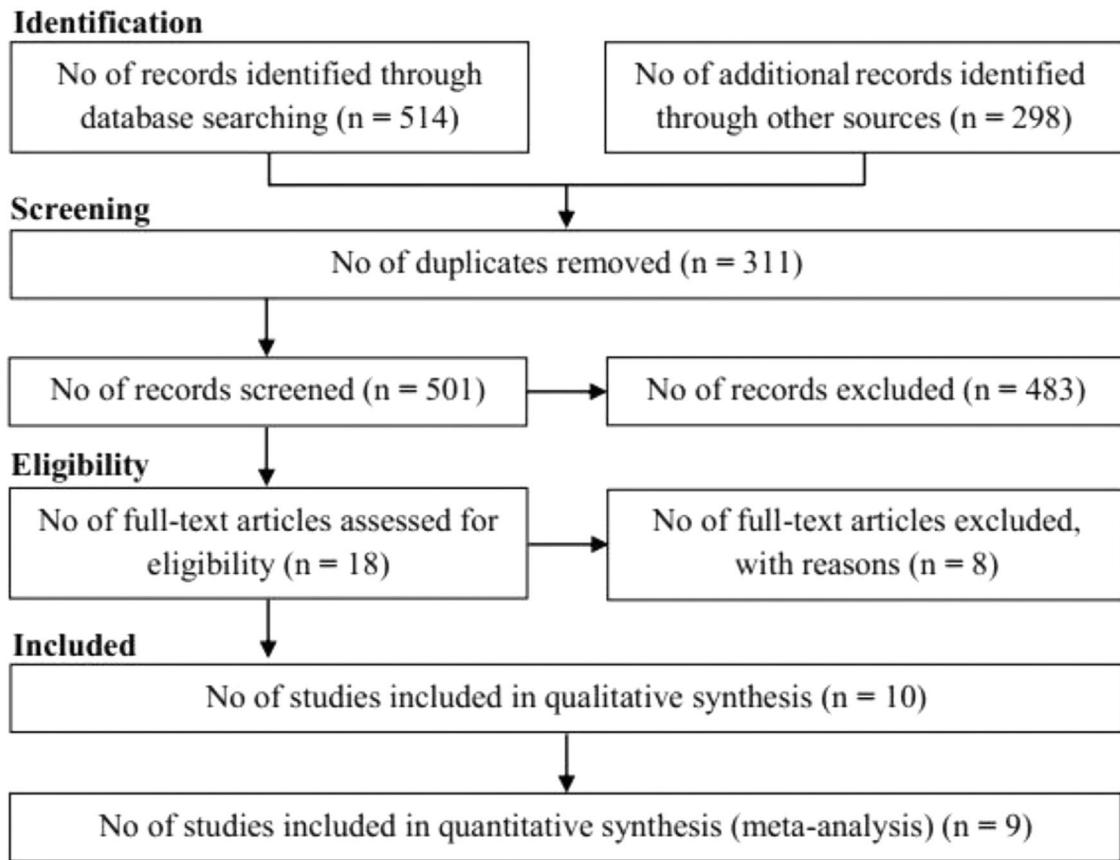 Identification
No of records identified through
database searching (n = 514)
No of additional records identified
through other sources (n = 298)
Screening
No of duplicates removed (n = 311)
No of records screened (n = 501)
No of records excluded (n = 483)
Eligibility
No of full-text articles assessed for
eligibility (n = 18)
No of full-text articles excluded,
with reasons (n = 8)
Included
No of studies included in qualitative synthesis (n = 10)
No of studies included in quantitative synthesis (meta-analysis) (n = 9)